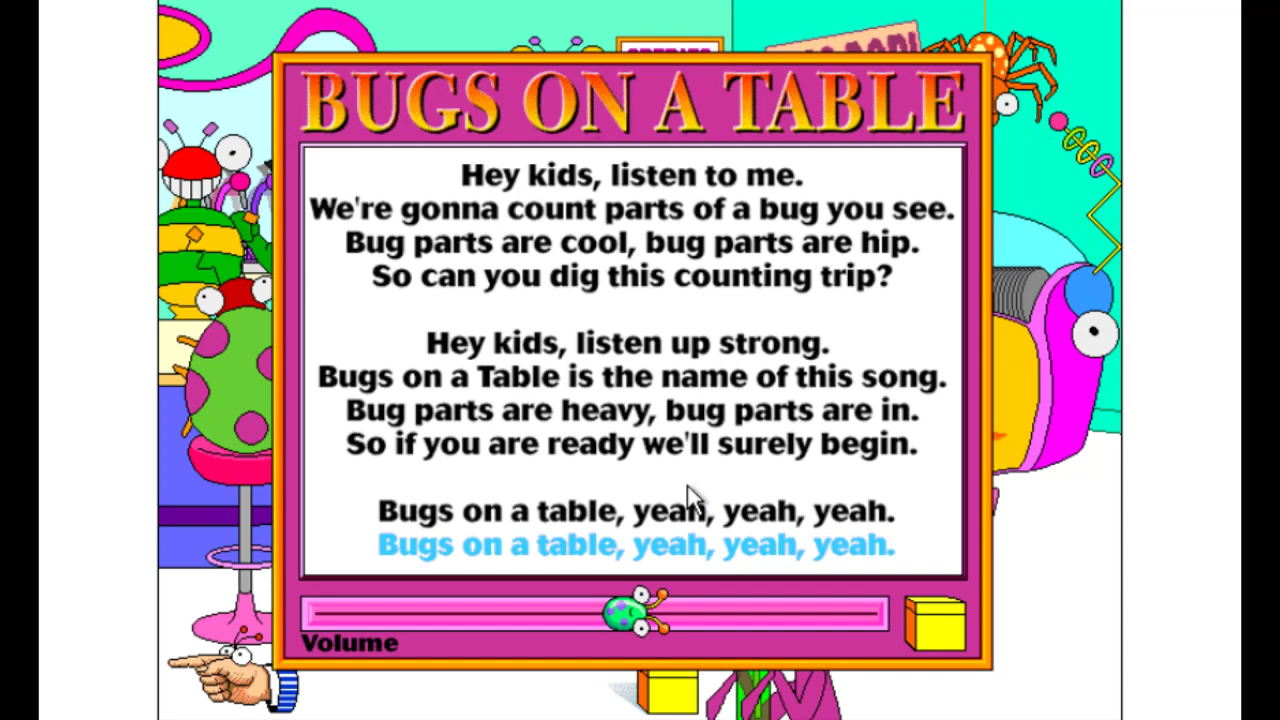 BUGS ON A TABLE
Hey kids, listen to me.
We're gonna count parts of a bug you see.
Bug parts are cool, bug parts are hip.
So can you dig this counting trip?
Hey kids, listen up strong.
Bugs on a Table is the name of this song.
Bug parts are heavy, bug parts are in.
So if you are ready we'll surely begin.
Bugs on a table, yeah, yeah, yeah.
Bugs on a table, yeah, yeah, yeah.
Volume